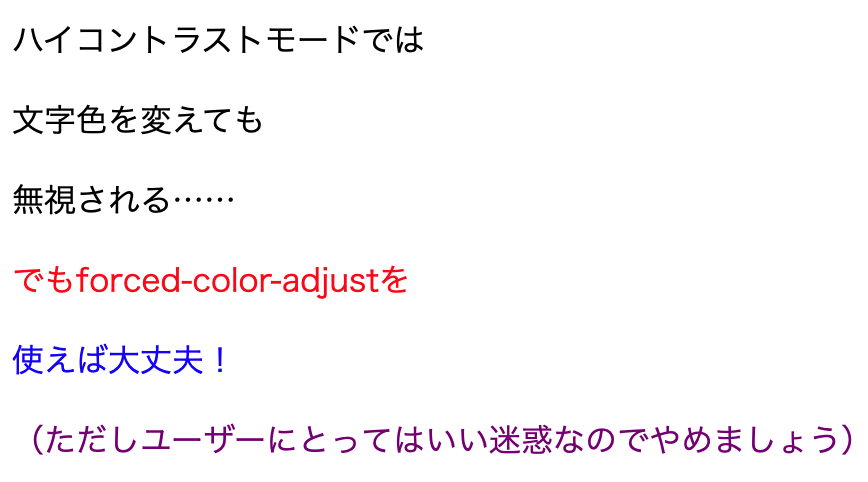 ハイコントラストモードでは
文字色を変えても
無視される……
でもforced-color-adjustを
使えば大丈夫！
（ただしユーザーにとってはいい迷惑なのでやめましょう）